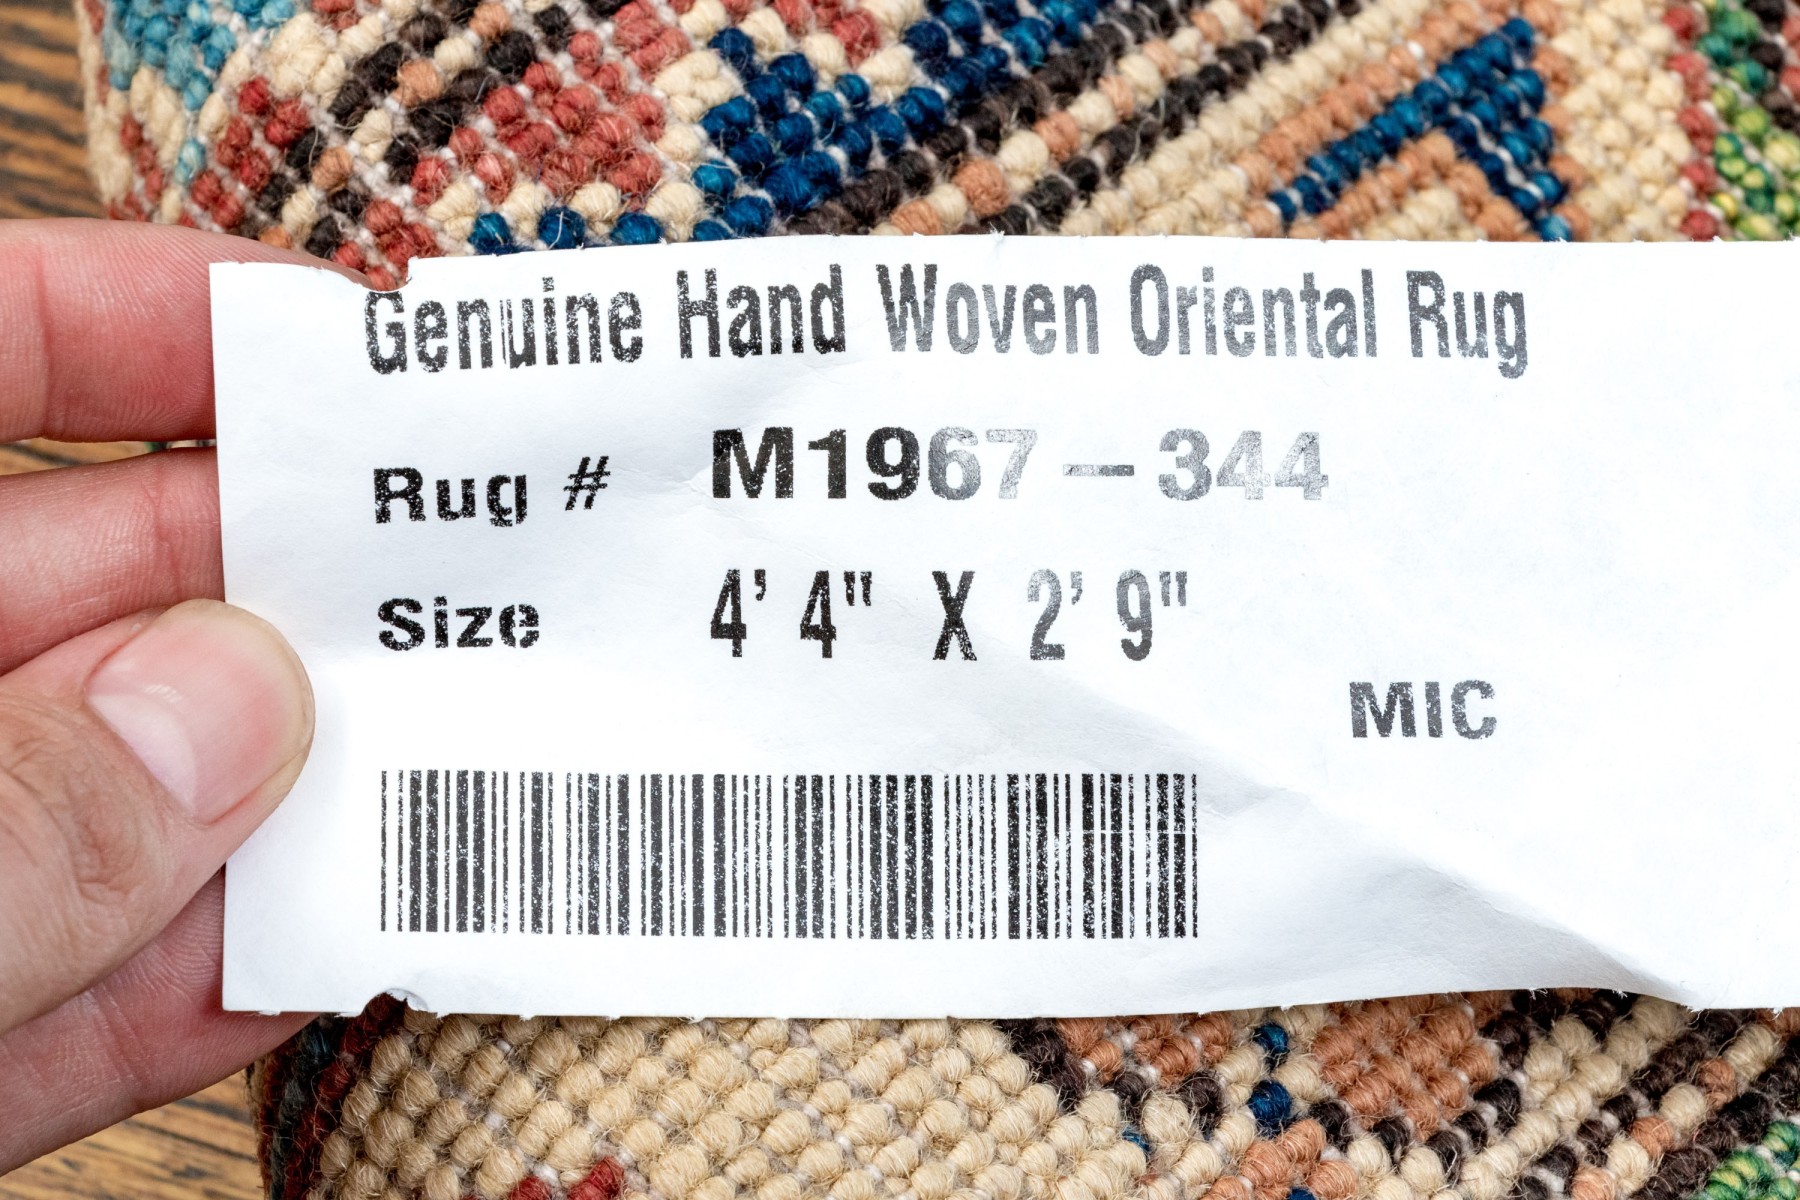 Genuine Hand Woven Oriental Rug
Rug # M1967-344
Size 4' 4" X 2' 9"
MIC